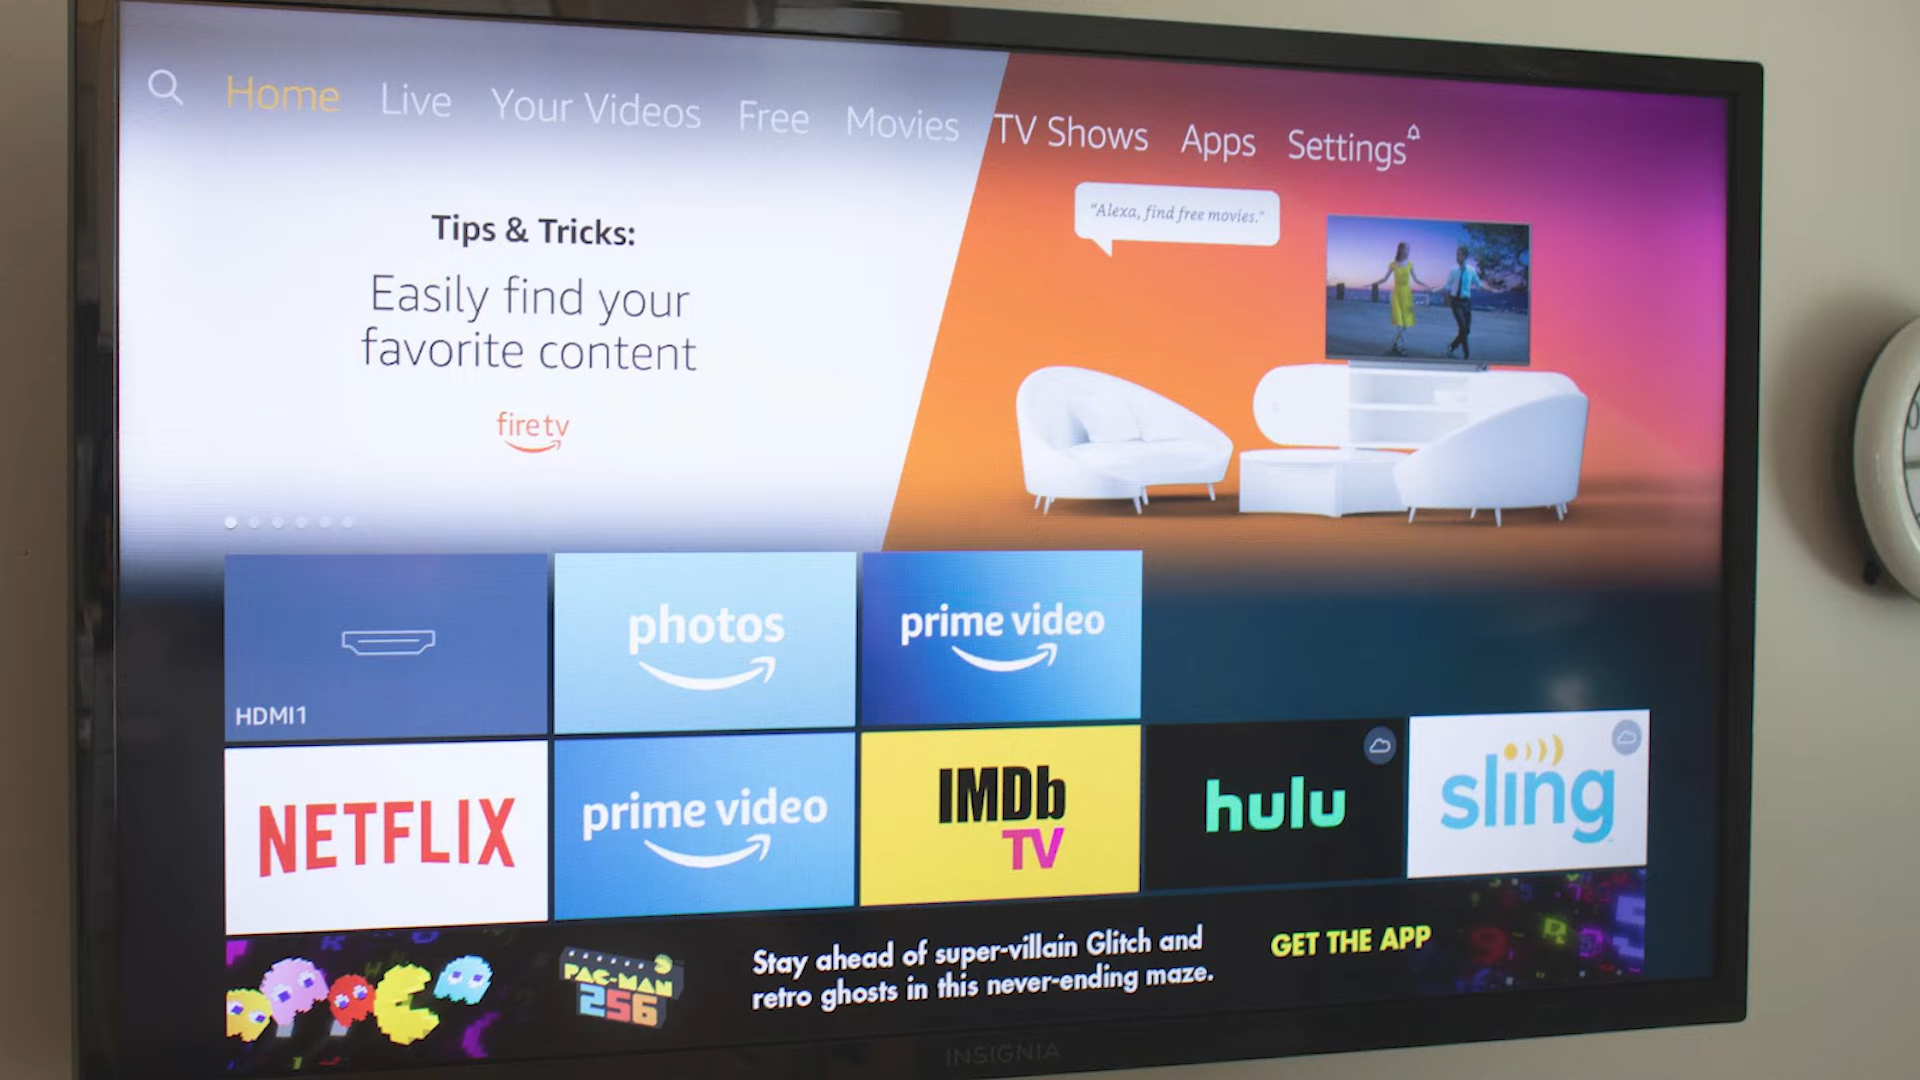 Home Live Your Videos Free Movies TV Shows Apps Settings
"Alexa, find free movies."
Tips & Tricks:
Easily find your
favorite content
fire tv
HDMI1
photos
prime video
NETFLIX
prime video
IMDb
TV
hulu
sling
PAC-MAN
256
Stay ahead of super-villain Glitch and
retro ghosts in this never-ending maze.
GET THE APP
INSIGNIA